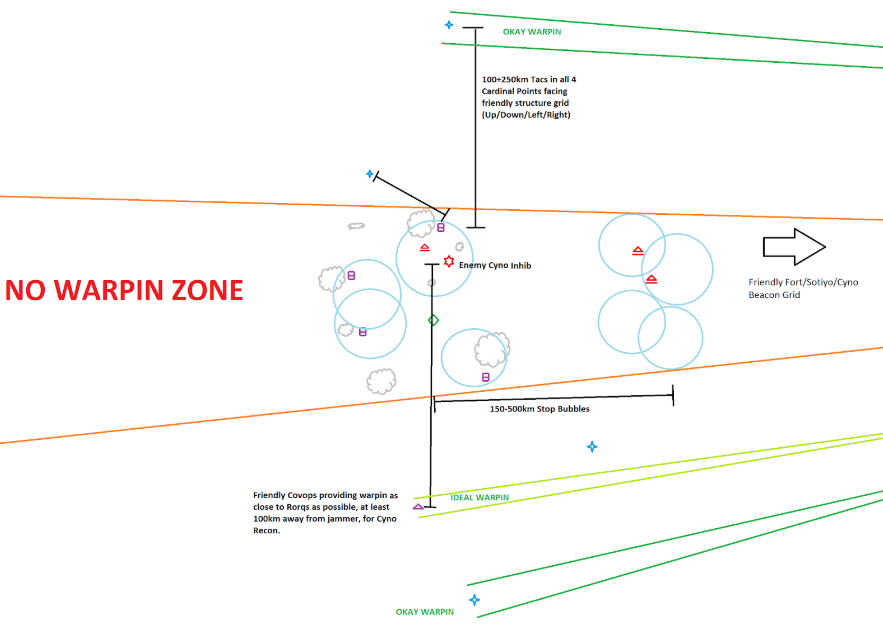 OKAY WARPIN
100+250km Tacs in all 4
Cardinal Points facing
friendly structure grid
(Up/Down/Left/Right)
Enemy Cyno Inhib
NO WARPIN ZONE
Friendly Fort/Sotiyo/Cyno
Beacon Grid
150-500km Stop Bubbles
Friendly Covops providing warpin as
close to Rorqs as possible, at least
100km away from jammer, for Cyno
Recon.
IDEAL WARPIN
OKAY WARPIN